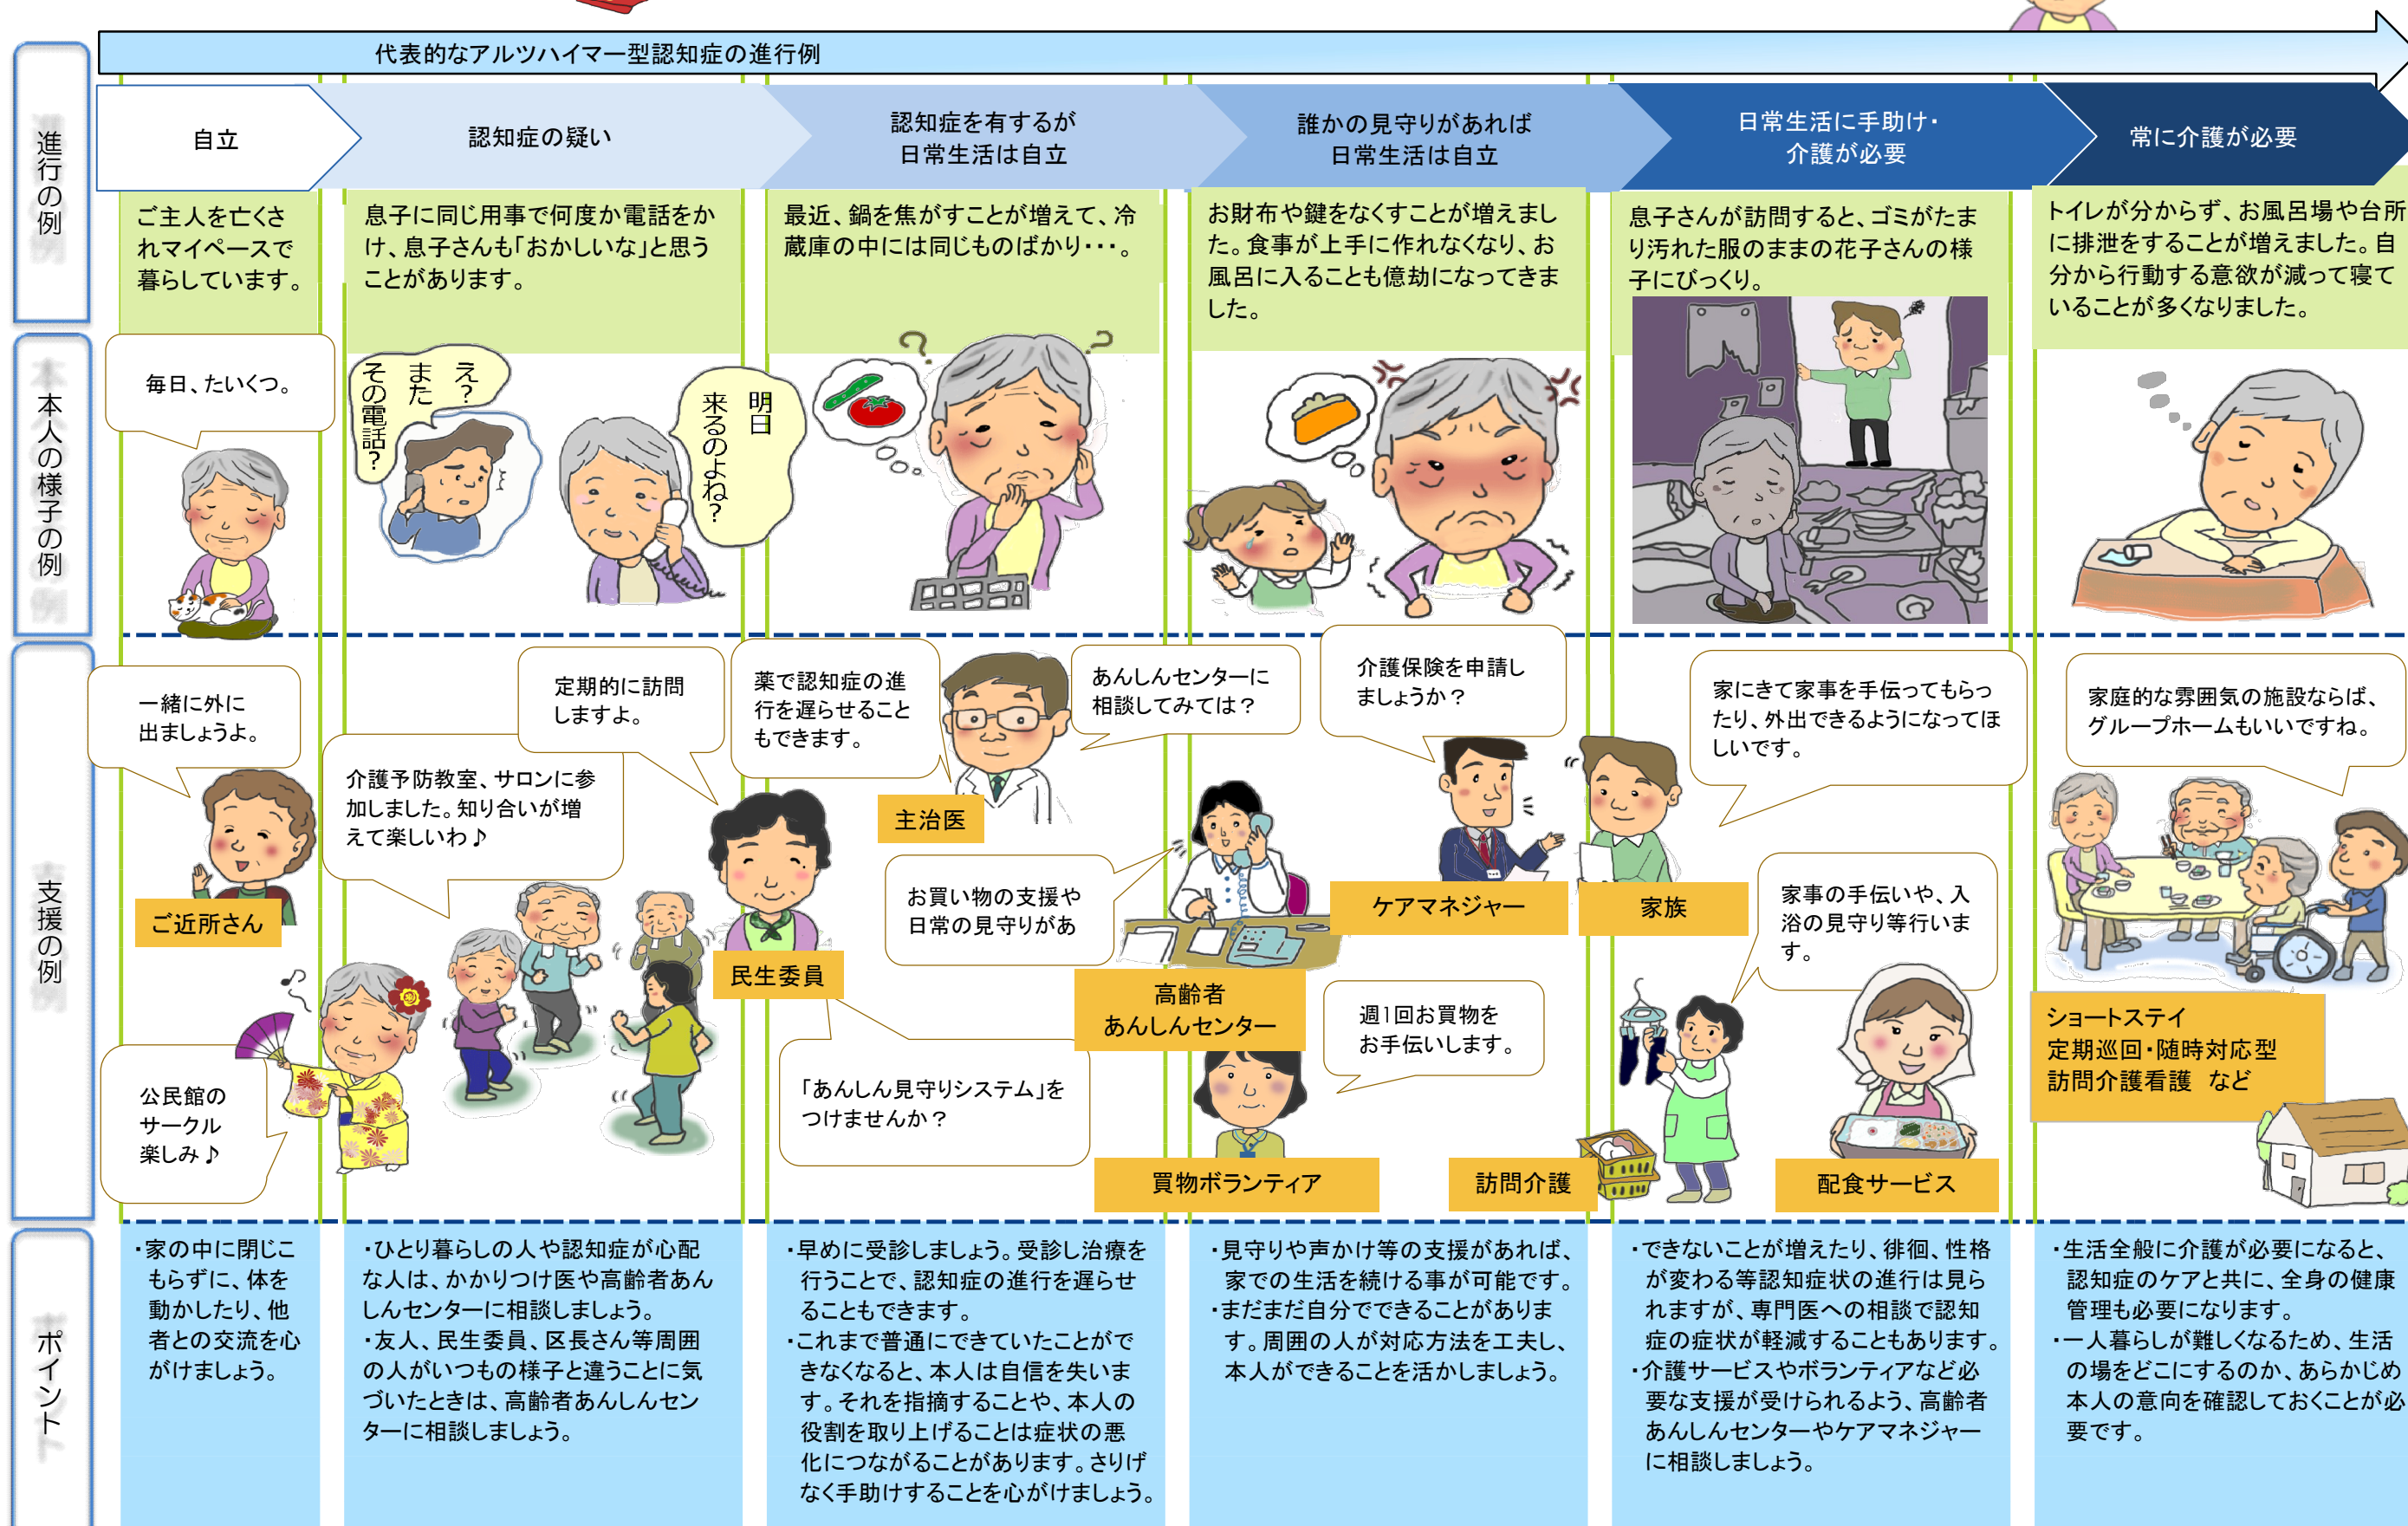 代表的なアルツハイマー型認知症の進行例
進行の例
自立
認知症の疑い
認知症を有するが
日常生活は自立
誰かの見守りがあれば
日常生活は自立
日常生活に手助け・
介護が必要
常に介護が必要
ご主人を亡くさ
れマイペースで
暮らしています。
息子に同じ用事で何度か電話をか
け、息子さんも「おかしいな」と思う
ことがあります。
最近、鍋を焦がすことが増えて、冷
蔵庫の中には同じものばかり・・・。
お財布や鍵をなくすことが増えまし
た。食事が上手に作れなくなり、お
風呂に入ることも億劫になってきま
した。
息子さんが訪問すると、ゴミがたま
り汚れた服のままの花子さんの様
子にびっくり。
トイレが分からず、お風呂場や台所
に排泄をすることが増えました。自
分から行動する意欲が減って寝て
いることが多くなりました。
本人の様子の例
毎日、たいくつ。
え?
また
その電話?
明日
来るのよね?
支援の例
一緒に外に
出ましょうよ。
ご近所さん
公民館の
サークル
楽しみ♪
介護予防教室、サロンに参
加しました。知り合いが増
えて楽しいわ♪
定期的に訪問
しますよ。
民生委員
「あんしん見守りシステム」を
つけませんか?
薬で認知症の進
行を遅らせること
もできます。
主治医
あんしんセンターに
相談してみては?
お買い物の支援や
日常の見守りがあ
高齢者
あんしんセンター
介護保険を申請し
ましょうか?
ケアマネジャー
週1回お買物を
お手伝いします。
買物ボランティア
家にきて家事を手伝ってもらっ
たり、外出できるようになってほ
しいです。
家族
家事の手伝いや、入
浴の見守り等行いま
す。
訪問介護
配食サービス
家庭的な雰囲気の施設ならば、
グループホームもいいですね。
ショートステイ
定期巡回・随時対応型
訪問介護看護 など
ポイント
・家の中に閉じこ
もらずに、体を
動かしたり、他
者との交流を心
がけましょう。
・ひとり暮らしの人や認知症が心配
な人は、かかりつけ医や高齢者あん
しんセンターに相談しましょう。
・友人、民生委員、区長さん等周囲
の人がいつもの様子と違うことに気
づいたときは、高齢者あんしんセン
ターに相談しましょう。
・早めに受診しましょう。受診し治療を
行うことで、認知症の進行を遅らせ
ることもできます。
・これまで普通にできていたことがで
きなくなると、本人は自信を失いま
す。それを指摘することや、本人の
役割を取り上げることは症状の悪
化につながることがあります。さりげ
なく手助けすることを心がけましょう。
・見守りや声かけ等の支援があれば、
家での生活を続ける事が可能です。
・まだまだ自分でできることがありま
す。周囲の人が対応方法を工夫し、
本人ができることを活かしましょう。
・できないことが増えたり、徘徊、性格
が変わる等認知症状の進行は見ら
れますが、専門医への相談で認知
症の症状が軽減することもあります。
・介護サービスやボランティアなど必
要な支援が受けられるよう、高齢者
あんしんセンターやケアマネジャー
に相談しましょう。
・生活全般に介護が必要になると、
認知症のケアと共に、全身の健康
管理も必要になります。
・一人暮らしが難しくなるため、生活
の場をどこにするのか、あらかじめ
本人の意向を確認しておくことが必
要です。